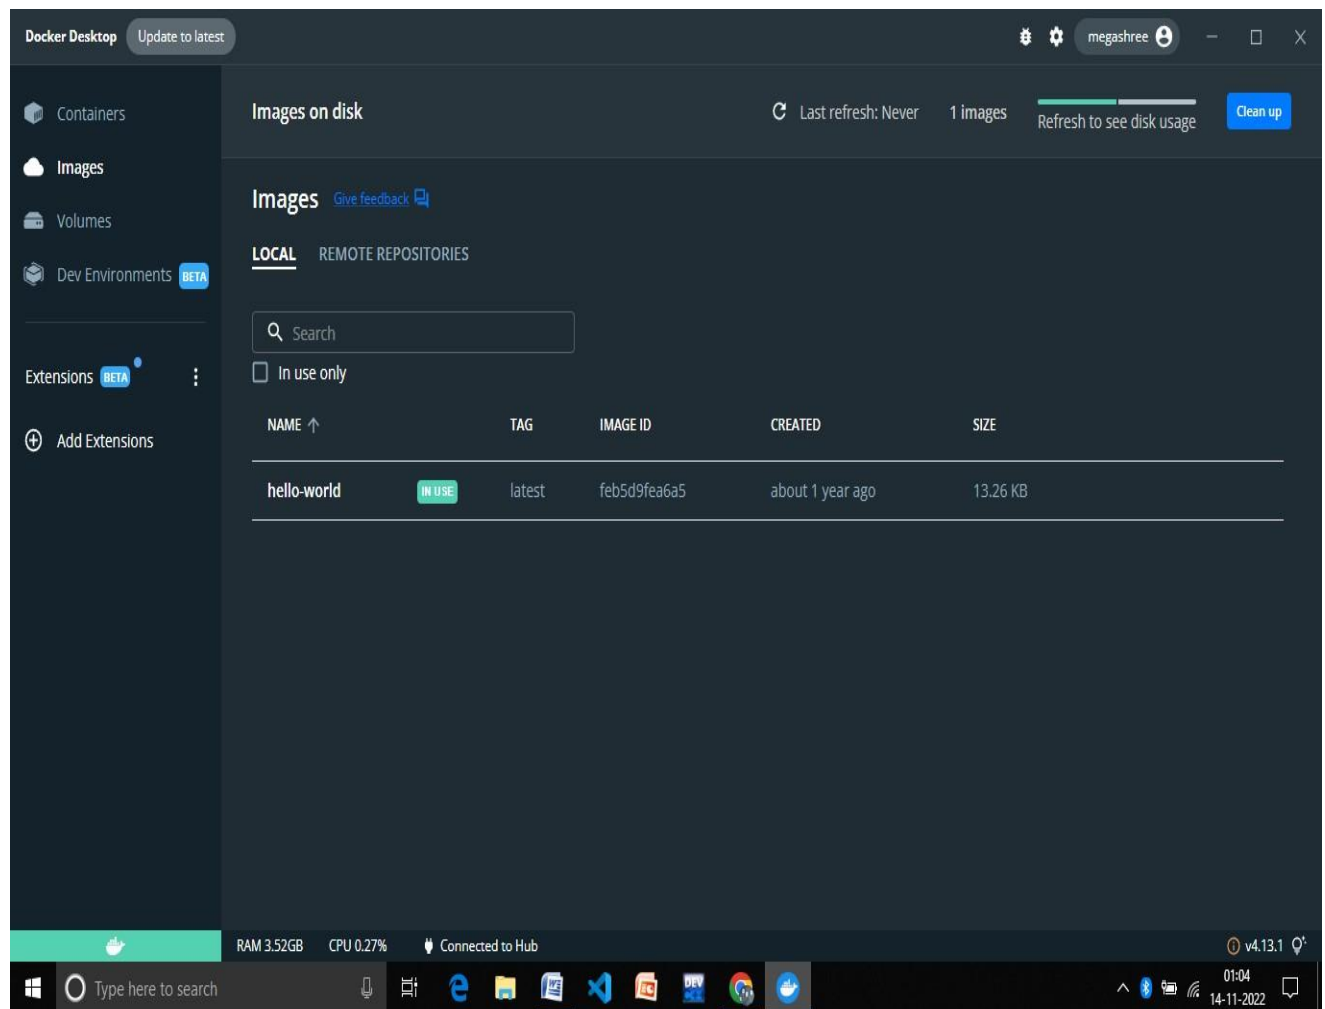 Docker Desktop Update to latest megashree
Containers
Images
Volumes
Dev Environments BETA
Extensions BETA
Add Extensions
Images on disk Last refresh: Never 1 images Refresh to see disk usage Clean up
Images Give feedback
LOCAL REMOTE REPOSITORIES
Search
In use only
NAME TAG IMAGE ID CREATED SIZE
hello-world IN USE latest feb5d9fea6a5 about 1 year ago 13.26 KB
RAM 3.52GB CPU 0.27% Connected to Hub v4.13.1
Type here to search DEV 01:04
14-11-2022